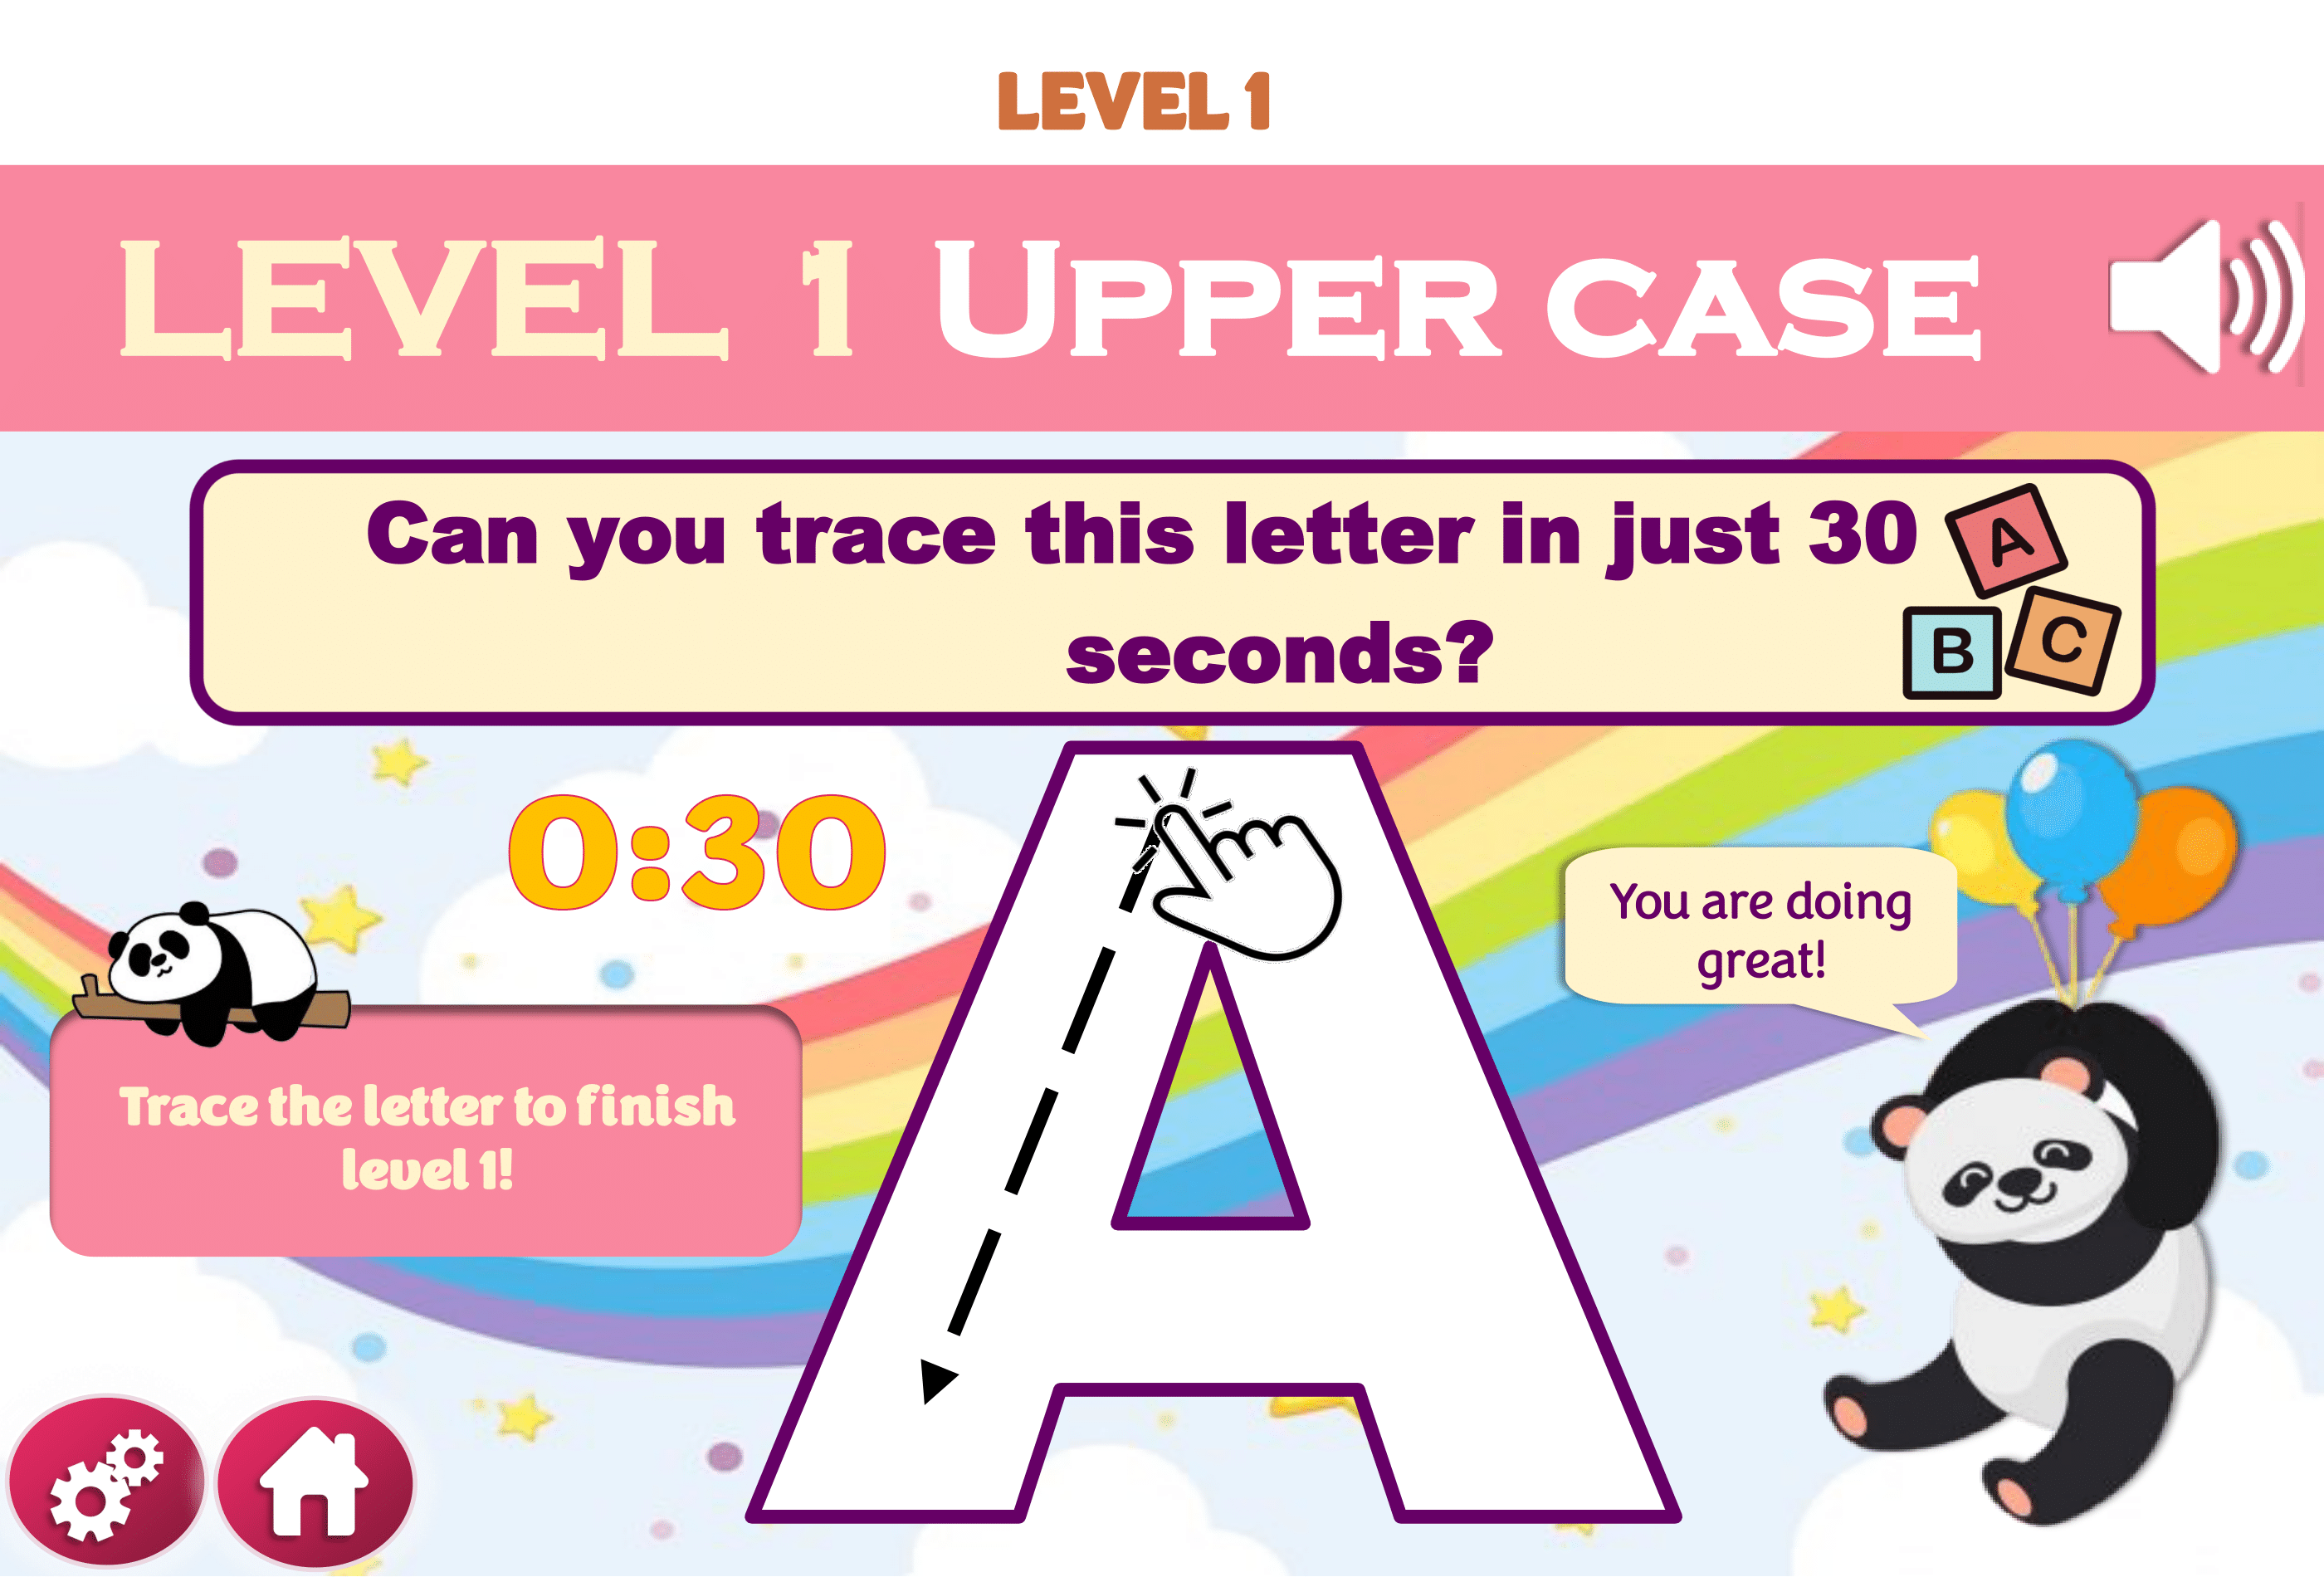 LEVEL 1
LEVEL 1 UPPER CASE
Can you trace this letter in just 30
seconds?
A
B
C
0:30
You are doing
great!
Trace the letter to finish
level 1!
A